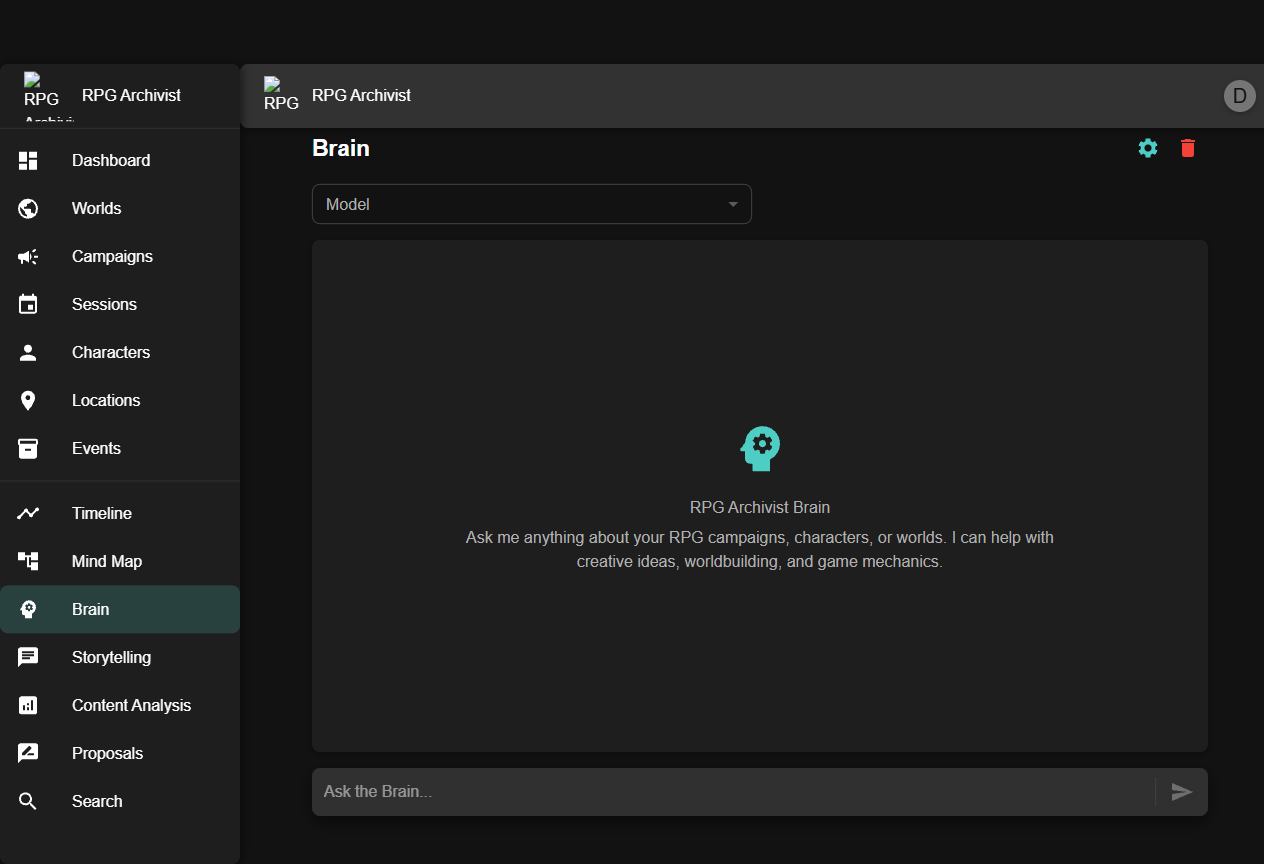 RPG
Archivist
RPG Archivist
RPG
RPG Archivist
D
Dashboard
Worlds
Campaigns
Sessions
Characters
Locations
Events
Timeline
Mind Map
Brain
Storytelling
Content Analysis
Proposals
Search
Brain
Model
RPG Archivist Brain
Ask me anything about your RPG campaigns, characters, or worlds. I can help with
creative ideas, worldbuilding, and game mechanics.
Ask the Brain...